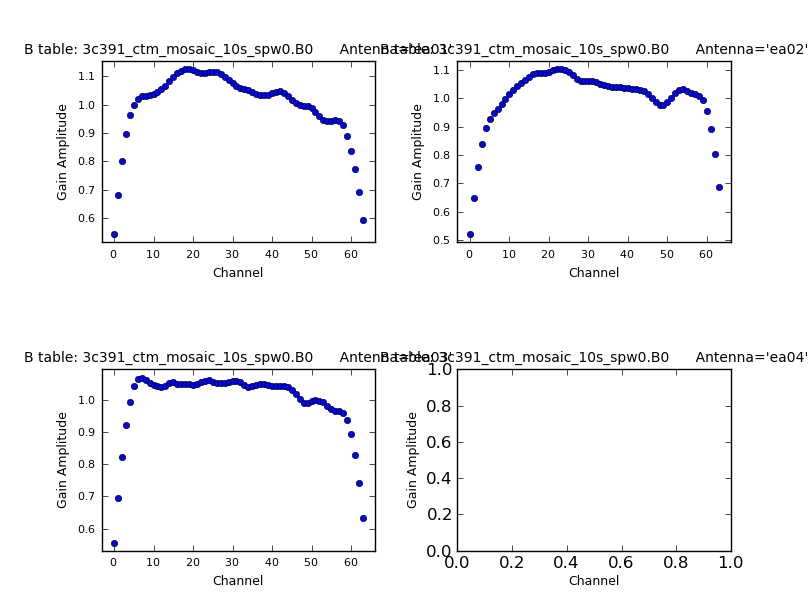 B table: 3c391_ctm_mosaic_10s_spw0.B0 Antenna='ea01'
B table: 3c391_ctm_mosaic_10s_spw0.B0 Antenna='ea02'
1.1
1.0
0.9
0.8
0.7
0.6
Gain Amplitude
0 10 20 30 40 50 60
Channel
1.1
1.0
0.9
0.8
0.7
0.6
0.5
Gain Amplitude
0 10 20 30 40 50 60
Channel
B table: 3c391_ctm_mosaic_10s_spw0.B0 Antenna='ea03'
B table: 3c391_ctm_mosaic_10s_spw0.B0 Antenna='ea04'
1.0
0.9
0.8
0.7
0.6
Gain Amplitude
0 10 20 30 40 50 60
Channel
1.0
0.8
0.6
0.4
0.2
0.0
Gain Amplitude
0.0 0.2 0.4 0.6 0.8 1.0
Channel